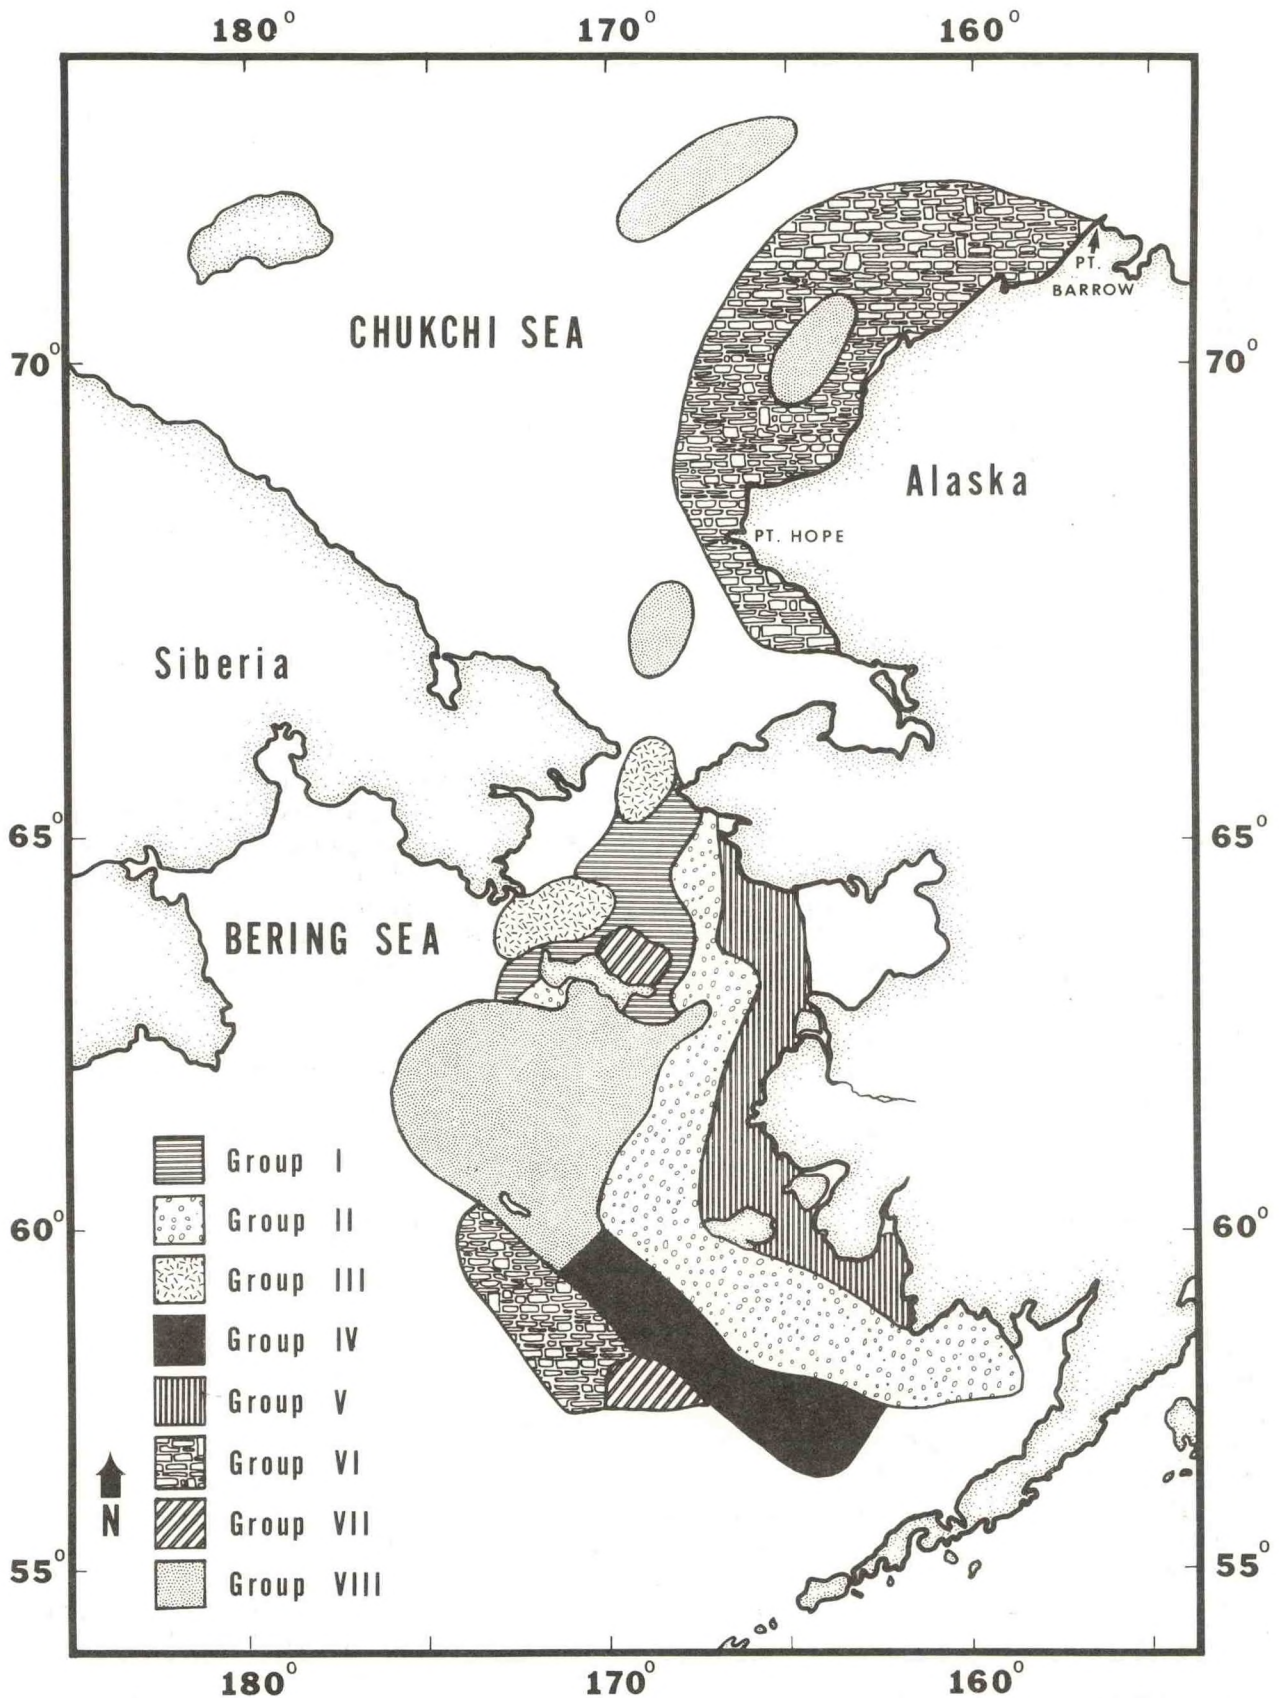 180° 170° 160°
PT.
BARROW
CHUKCHI SEA
70° 70°
Alaska
PT. HOPE
Siberia
65° 65°
BERING SEA
Group I
Group II
60° 60°
Group III
Group IV
Group V
Group VI
Group VII
N
55° 55°
Group VIII
180° 170° 160°